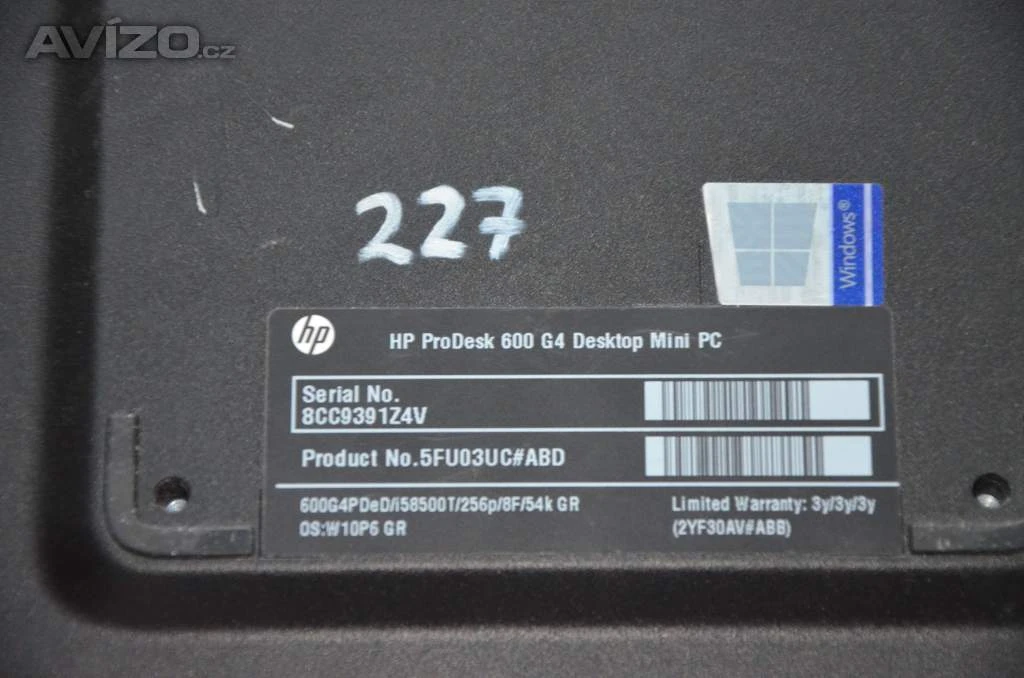 AVÍZO.cz
227
Windows®
hp
HP ProDesk 600 G4 Desktop Mini PC
Serial No.
8CC9391Z4V
Product No.5FU03UC#ABD
600G4PDeD/i58500T/256p/8F/54k GR
Limited Warranty: 3y/3y/3y
OS:W10P6 GR
(2YF30AV#ABB)